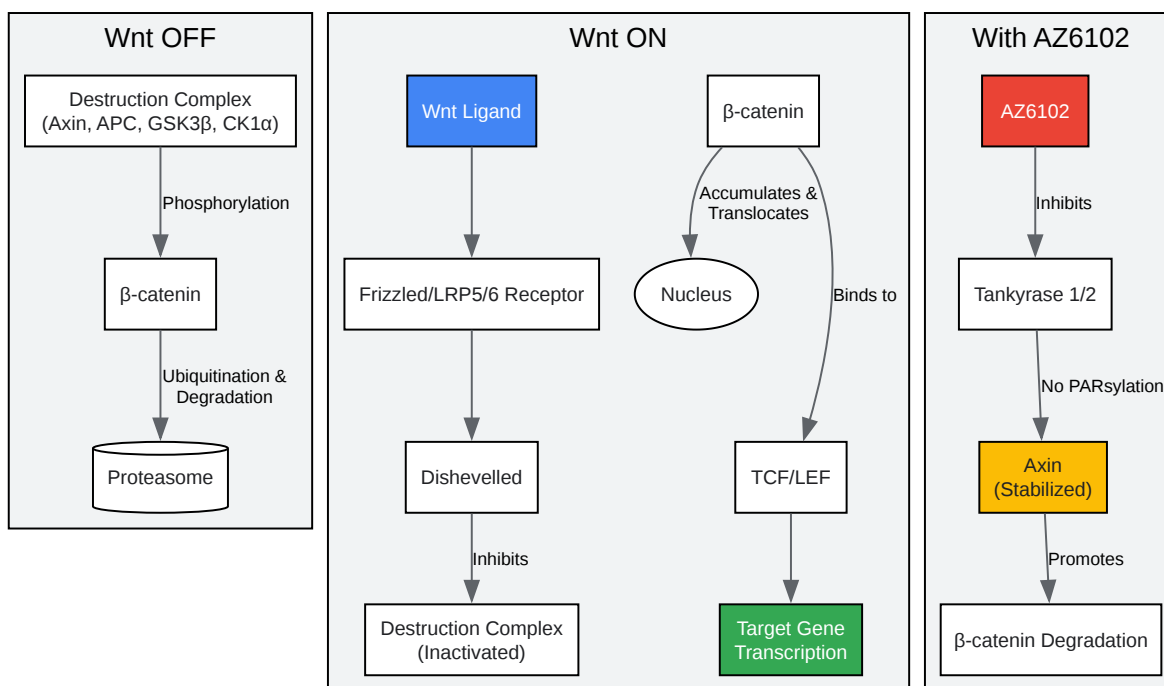 Wnt OFF
Destruction Complex
(Axin, APC, GSK3β, CK1α)
Phosphorylation
β-catenin
Ubiquitination &
Degradation
Proteasome
Wnt ON
Wnt Ligand
Frizzled/LRP5/6 Receptor
Dishevelled
Inhibits
Destruction Complex
(Inactivated)
β-catenin
Accumulates &
Translocates
Nucleus
Binds to
TCF/LEF
Target Gene
Transcription
With AZ6102
AZ6102
Inhibits
Tankyrase 1/2
No PARsylation
Axin
(Stabilized)
Promotes
β-catenin Degradation